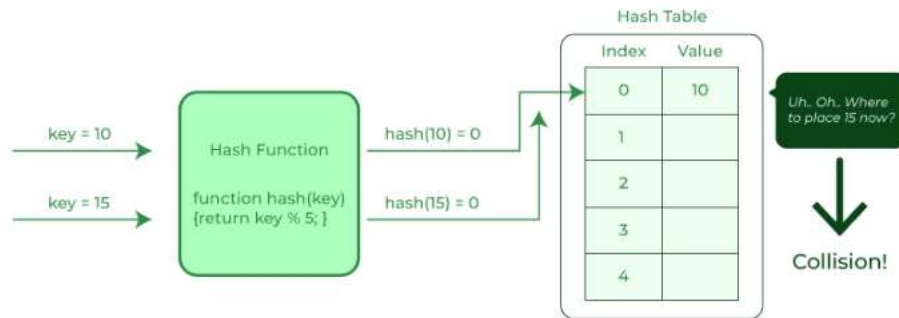 Hash Table
Index Value
key = 10
hash(10) = 0
0 10
Uh.. Oh.. Where
to place 15 now?
Hash Function
1
function hash(key)
{return key % 5; }
key = 15
hash(15) = 0
2
3
4
Collision!